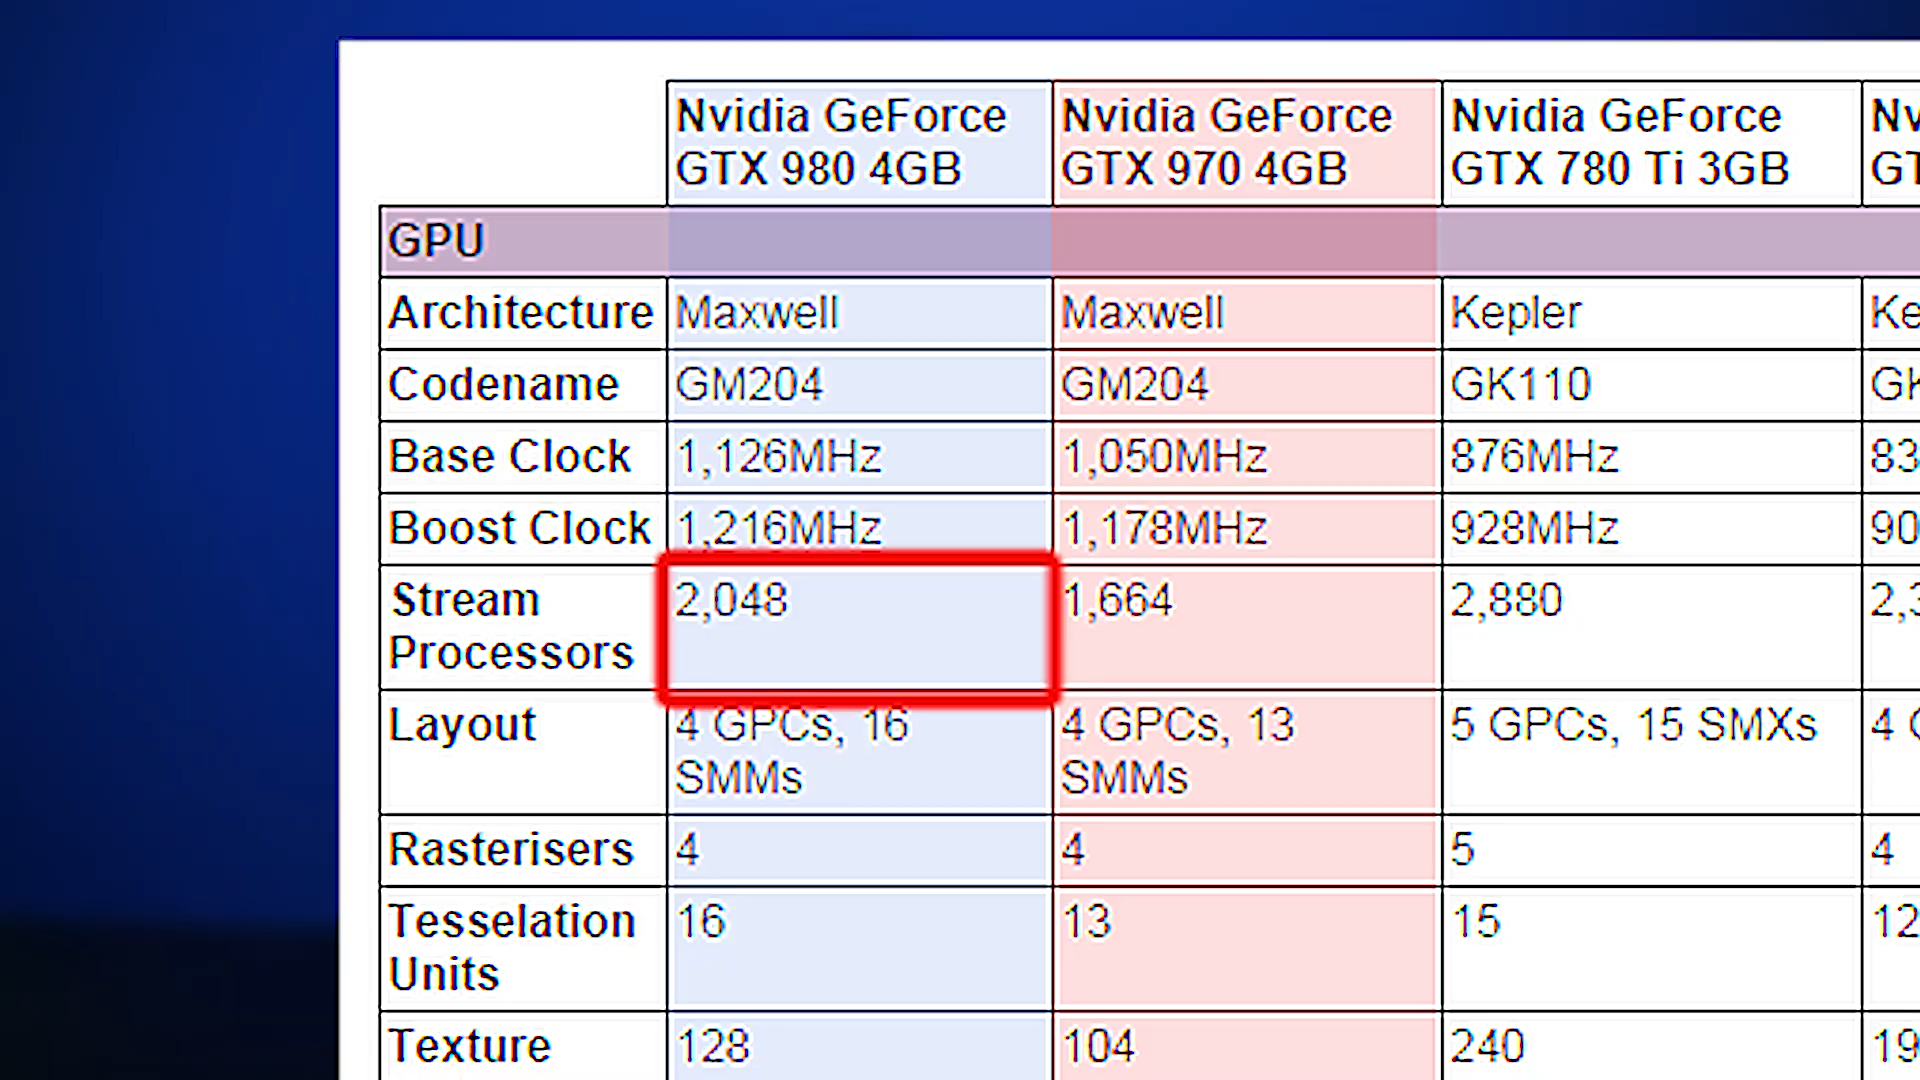 Nvidia GeForce GTX 980 4GB Nvidia GeForce GTX 970 4GB Nvidia GeForce GTX 780 Ti 3GB
GPU
Architecture Maxwell Maxwell Kepler
Codename GM204 GM204 GK110
Base Clock 1,126MHz 1,050MHz 876MHz
Boost Clock 1,216MHz 1,178MHz 928MHz
Stream Processors 2,048 1,664 2,880
Layout 4 GPCs, 16 SMMs 4 GPCs, 13 SMMs 5 GPCs, 15 SMXs 4
Rasterisers 4 4 5 4
Tesselation Units 16 13 15 12
Texture 128 104 240